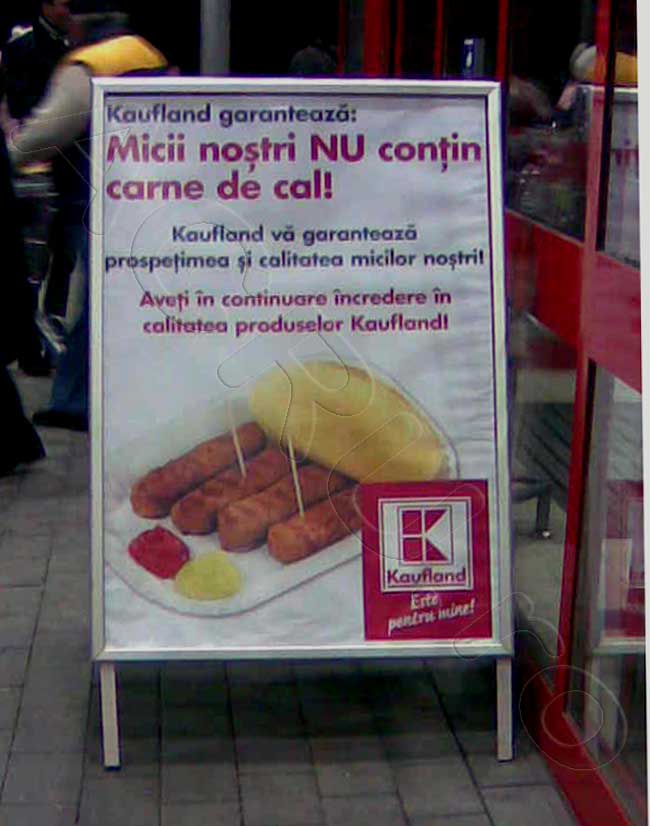 Kaufland garantează:
Micii noștri NU conțin
carne de cal!
Kaufland vă garantează
prospețimea și calitatea micilor noștri!
Aveți în continuare încredere în
calitatea produselor Kaufland!
K
Kaufland
Este
pentru mine!